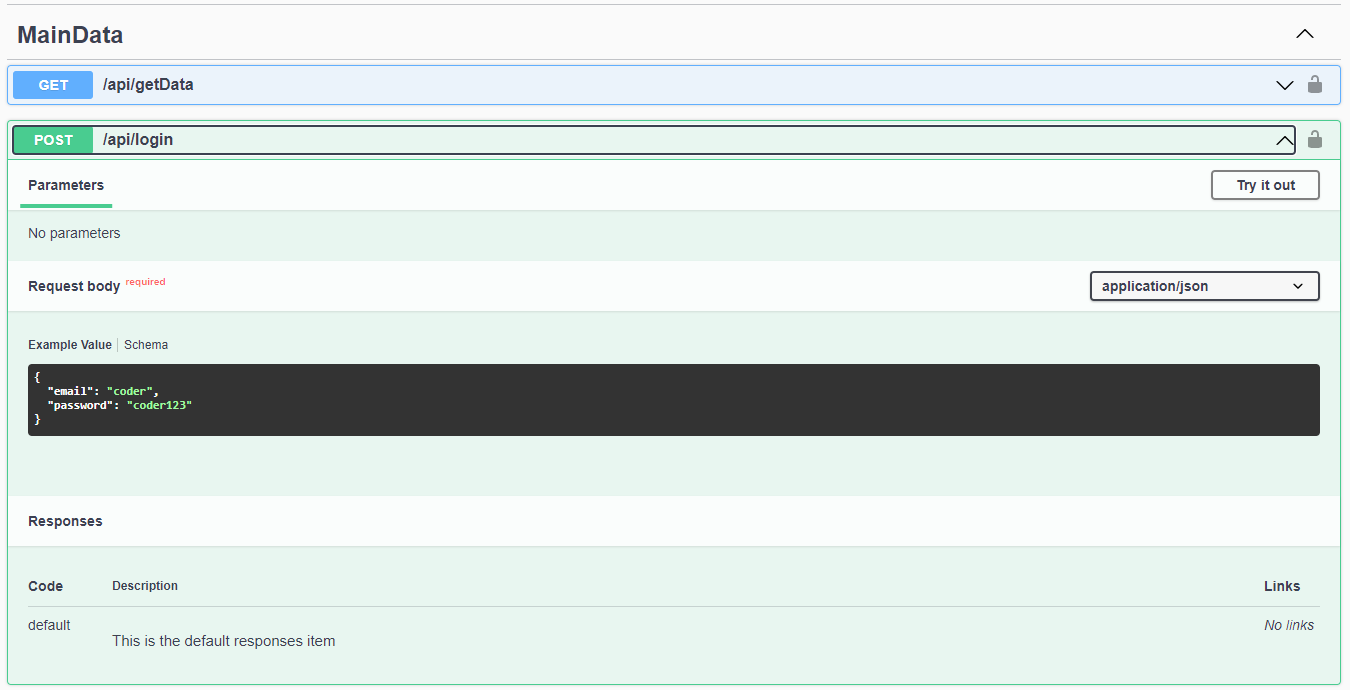 MainData
GET /api/getData
POST /api/login
Parameters Try it out
No parameters
Request body required application/json
Example Value Schema
{
"email": "coder",
"password": "coder123"
}
Responses
Code Description Links
default No links
This is the default responses item